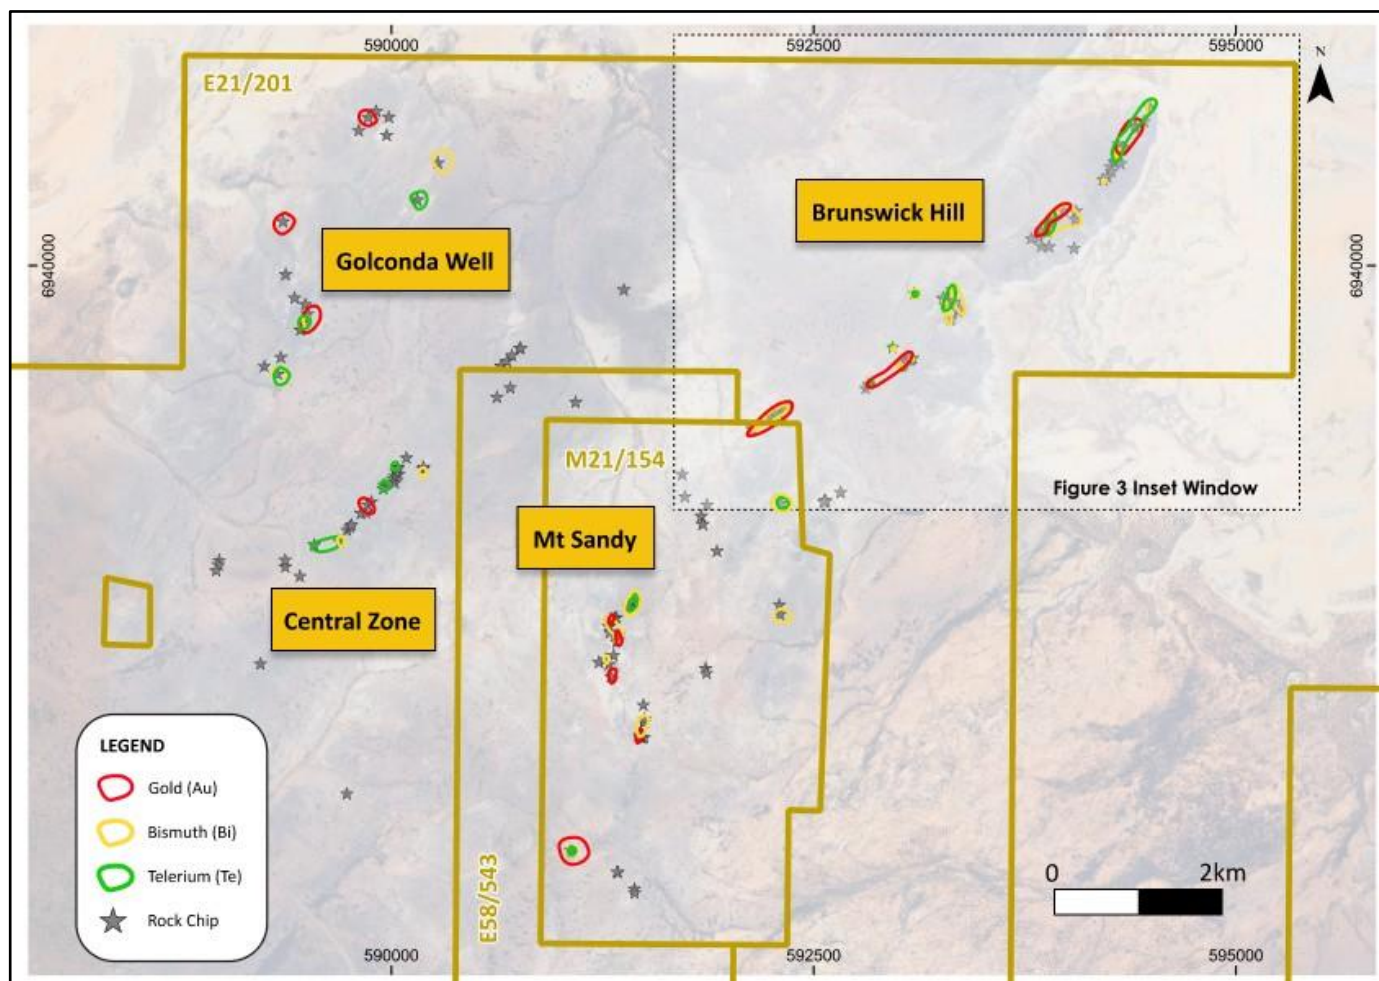 590000
592500
595000
N
E21/201
Brunswick Hill
Golconda Well
6940000
6940000
M21/154
Figure 3 Inset Window
Mt Sandy
Central Zone
LEGEND
Gold (Au)
Bismuth (Bi)
Telerium (Te)
Rock Chip
E58/543
0
2km
590000
592500
595000